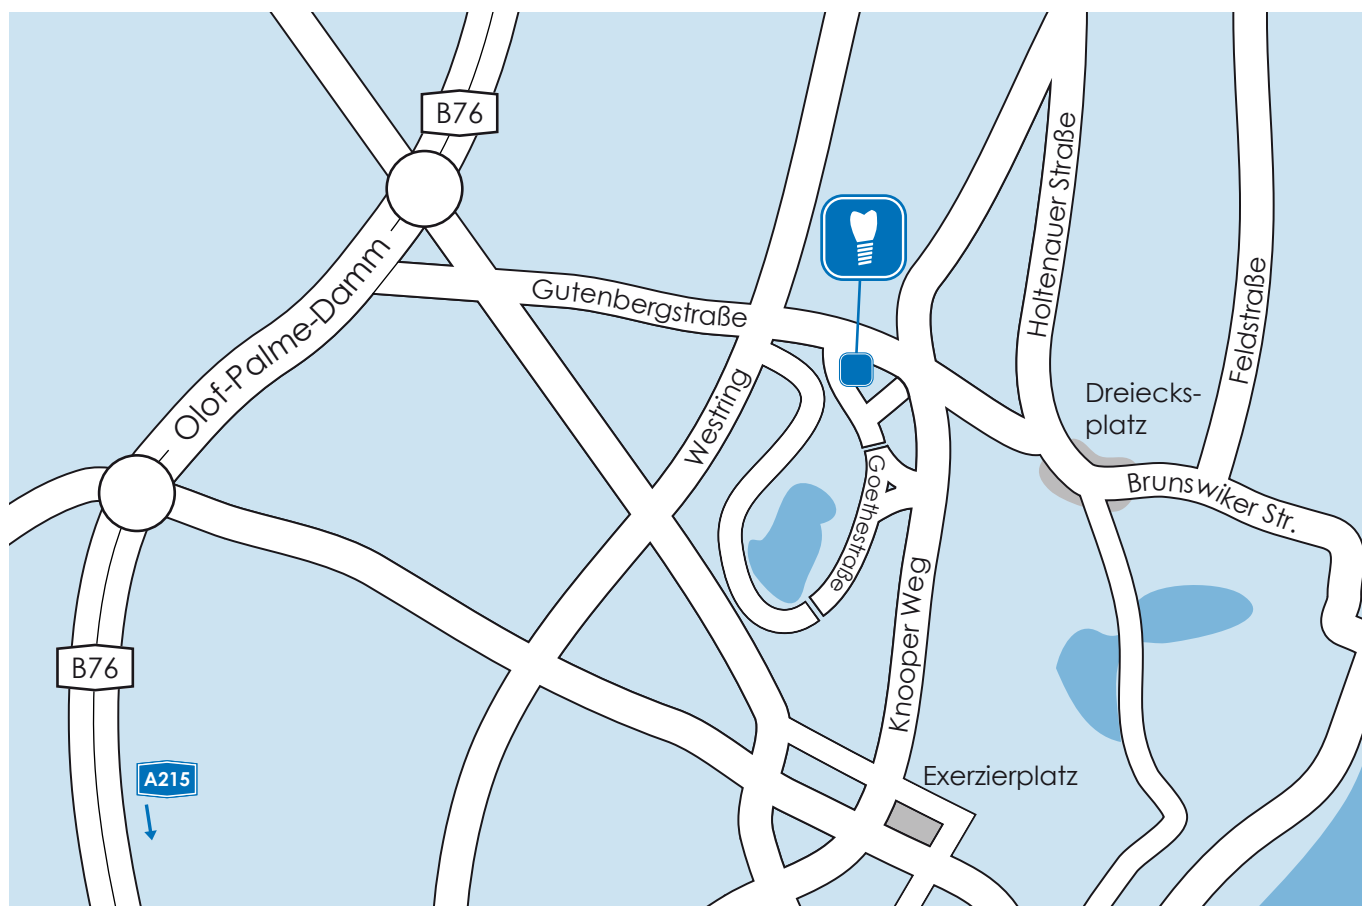 B76
Olof-Palme-Damm
Gutenbergstraße
Westring
Holtenauer Straße
Feldstraße
Dreiecks-
platz
Brunswiker Str.
Goethestraße
Knooper Weg
B76
A215
Exerzierplatz